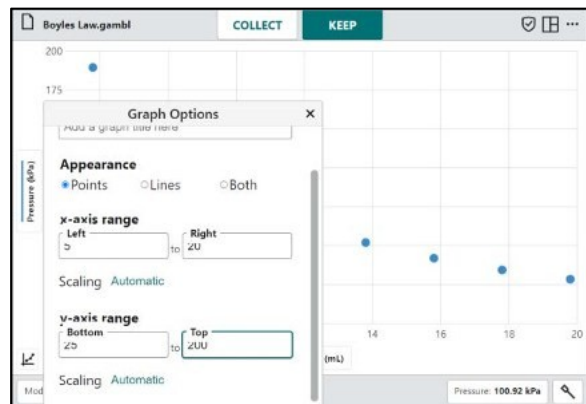 Boyles Law.gambl
COLLECT
KEEP
200
175
Pressure (kPa)
Graph Options
×
Add a graph title here
Appearance
Points
Lines
Both
x-axis range
Left
5
to
Right
20
Scaling Automatic
y-axis range
Bottom
25
to
Top
200
Scaling Automatic
14
16
18
20
(mL)
Mod
Pressure: 100.92 kPa